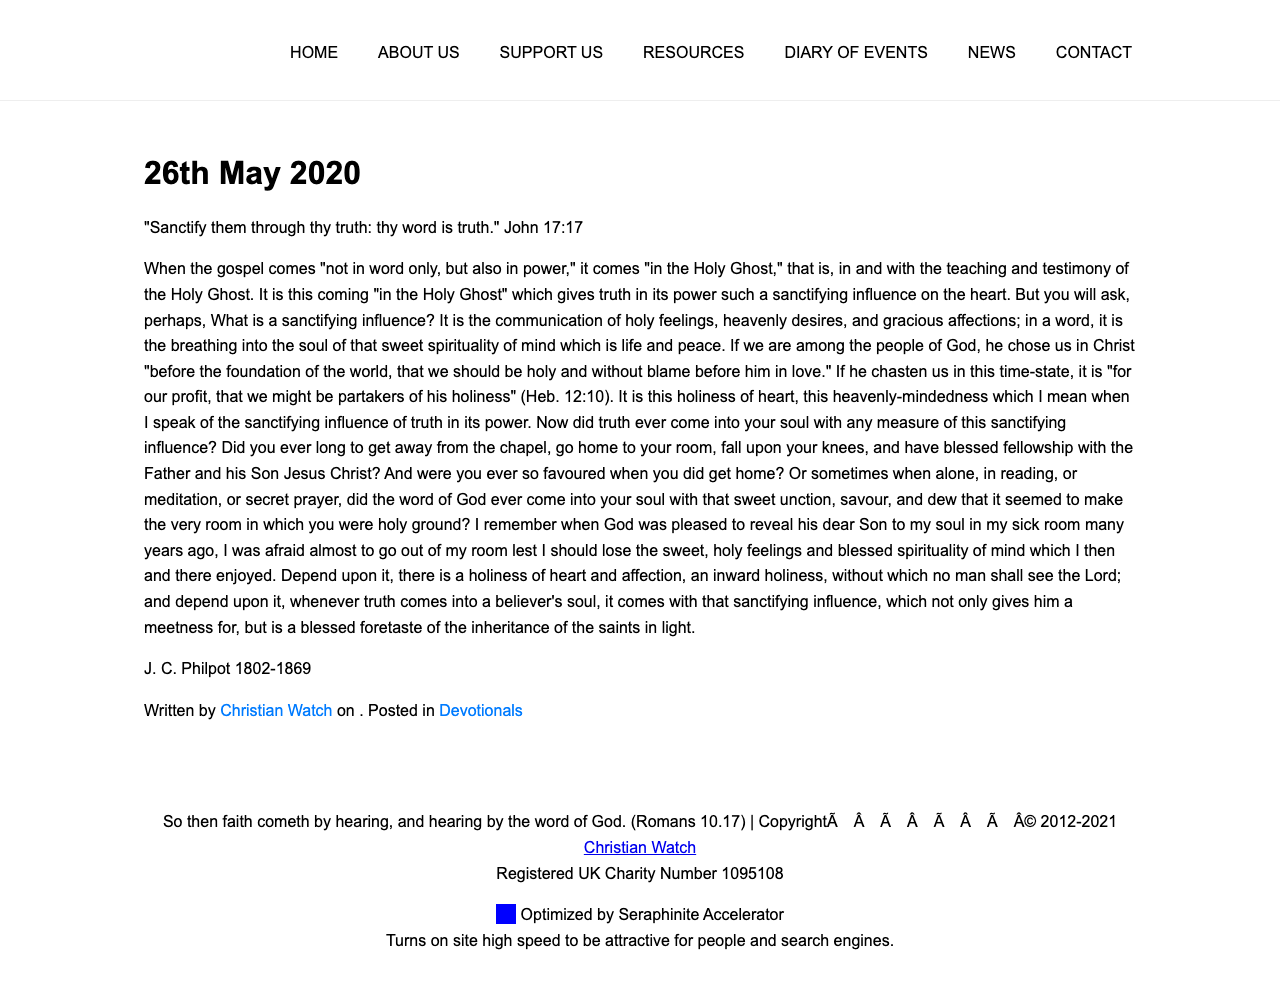 HOME ABOUT US SUPPORT US RESOURCES DIARY OF EVENTS NEWS CONTACT
26th May 2020
"Sanctify them through thy truth: thy word is truth." John 17:17
When the gospel comes "not in word only, but also in power," it comes "in the Holy Ghost," that is, in and with the teaching and testimony of
the Holy Ghost. It is this coming "in the Holy Ghost" which gives truth in its power such a sanctifying influence on the heart. But you will ask,
perhaps, What is a sanctifying influence? It is the communication of holy feelings, heavenly desires, and gracious affections; in a word, it is
the breathing into the soul of that sweet spirituality of mind which is life and peace. If we are among the people of God, he chose us in Christ
"before the foundation of the world, that we should be holy and without blame before him in love." If he chasten us in this time-state, it is "for
our profit, that we might be partakers of his holiness" (Heb. 12:10). It is this holiness of heart, this heavenly-mindedness which I mean when
I speak of the sanctifying influence of truth in its power. Now did truth ever come into your soul with any measure of this sanctifying
influence? Did you ever long to get away from the chapel, go home to your room, fall upon your knees, and have blessed fellowship with the
Father and his Son Jesus Christ? And were you ever so favoured when you did get home? Or sometimes when alone, in reading, or
meditation, or secret prayer, did the word of God ever come into your soul with that sweet unction, savour, and dew that it seemed to make
the very room in which you were holy ground? I remember when God was pleased to reveal his dear Son to my soul in my sick room many
years ago, I was afraid almost to go out of my room lest I should lose the sweet, holy feelings and blessed spirituality of mind which I then
and there enjoyed. Depend upon it, there is a holiness of heart and affection, an inward holiness, without which no man shall see the Lord;
and depend upon it, whenever truth comes into a believer's soul, it comes with that sanctifying influence, which not only gives him a
meetness for, but is a blessed foretaste of the inheritance of the saints in light.
J. C. Philpot 1802-1869
Written by Christian Watch on . Posted in Devotionals
So then faith cometh by hearing, and hearing by the word of God. (Romans 10.17) | CopyrightÃ Â Ã Â Ã Â Ã Â© 2012-2021
Christian Watch
Registered UK Charity Number 1095108
Optimized by Seraphinite Accelerator
Turns on site high speed to be attractive for people and search engines.